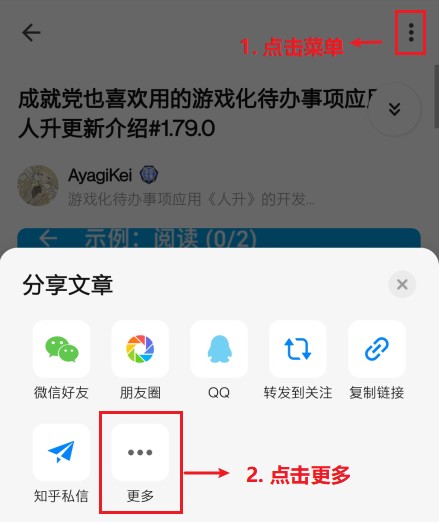 1. 点击菜单
成就党也喜欢用的游戏化待办事项应用
人升更新介绍#1.79.0
AyagiKei
游戏化待办事项应用《人升》的开发...
示例：阅读 (0/2)
分享文章
微信好友
朋友圈
QQ
转发到关注
复制链接
知乎私信
更多
2. 点击更多